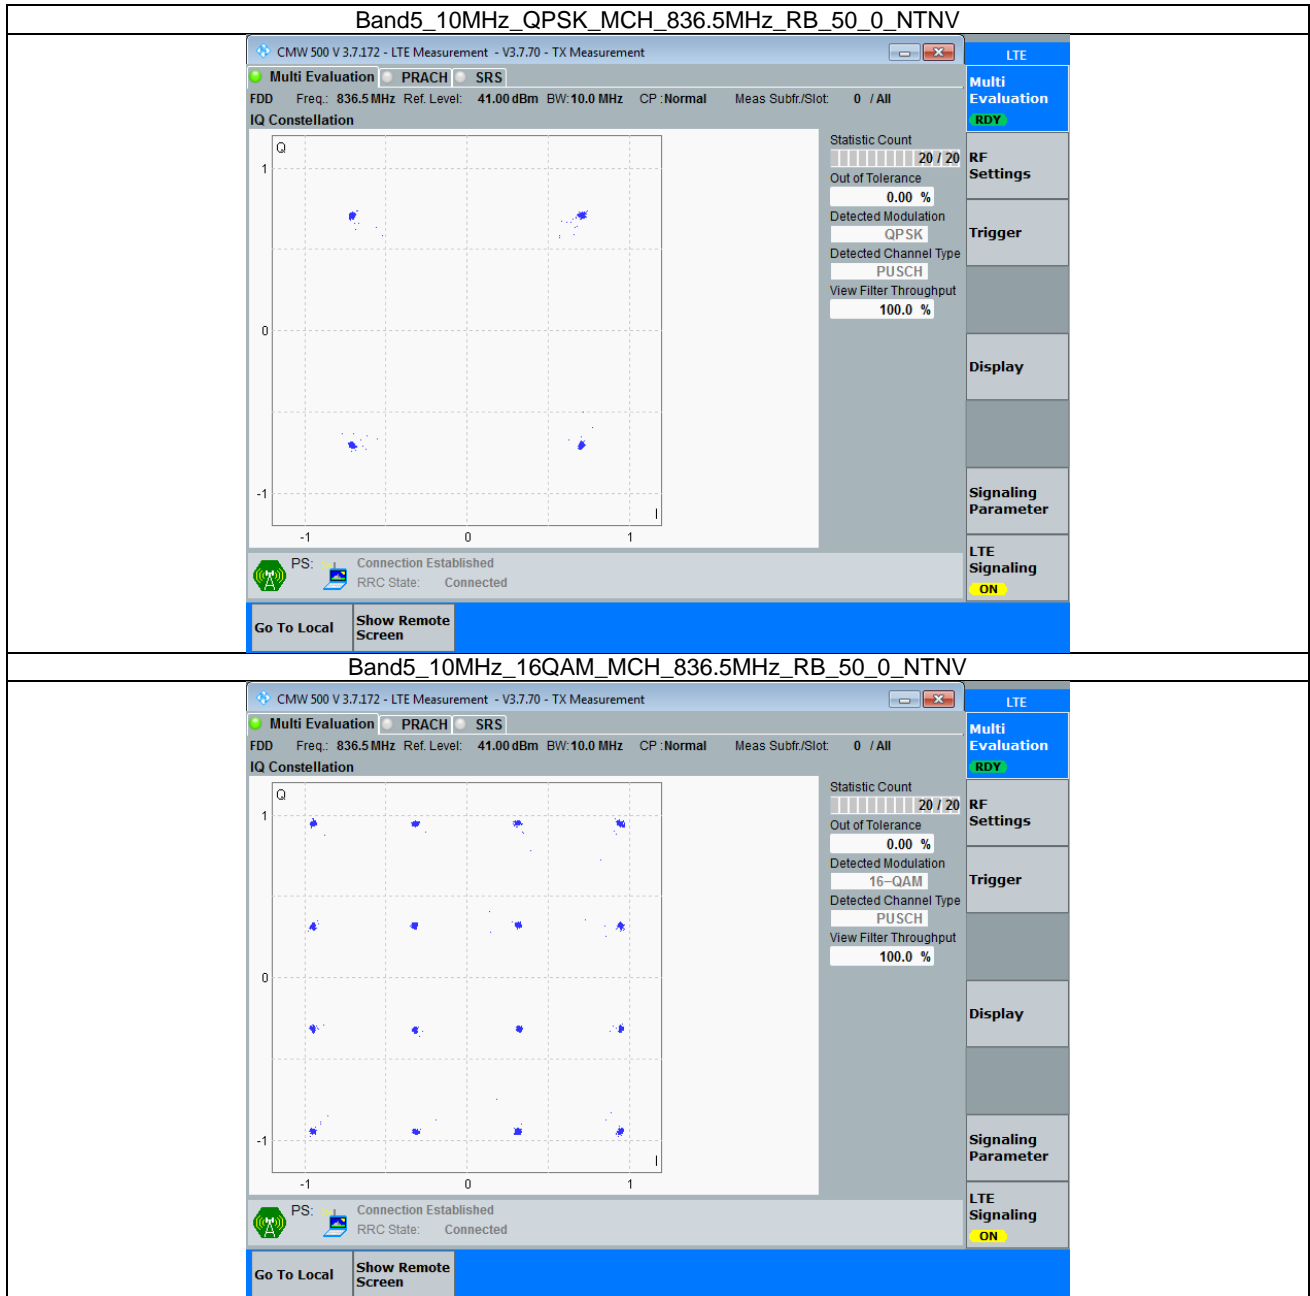 Band5_10MHz_QPSK_MCH_836.5MHz_RB_50_0_NTNV
CMW 500 V 3.7.172 - LTE Measurement - V3.7.70 - TX Measurement
LTE
Multi Evaluation PRACH SRS
Multi
Evaluation
RDY
FDD Freq.: 836.5 MHz Ref. Level: 41.00 dBm BW: 10.0 MHz CP : Normal Meas Subfr./Slot: 0 / All
IQ Constellation
Q
1
0
-1
I
-1 0 1
Statistic Count
20 / 20
Out of Tolerance
0.00 %
Detected Modulation
QPSK
Detected Channel Type
PUSCH
View Filter Throughput
100.0 %
RF
Settings
Trigger
Display
Signaling
Parameter
LTE
Signaling
ON
PS: Connection Established
RRC State: Connected
Go To Local
Show Remote
Screen
Band5_10MHz_16QAM_MCH_836.5MHz_RB_50_0_NTNV
CMW 500 V 3.7.172 - LTE Measurement - V3.7.70 - TX Measurement
LTE
Multi Evaluation PRACH SRS
Multi
Evaluation
RDY
FDD Freq.: 836.5 MHz Ref. Level: 41.00 dBm BW: 10.0 MHz CP : Normal Meas Subfr./Slot: 0 / All
IQ Constellation
Q
1
0
-1
I
-1 0 1
Statistic Count
20 / 20
Out of Tolerance
0.00 %
Detected Modulation
16-QAM
Detected Channel Type
PUSCH
View Filter Throughput
100.0 %
RF
Settings
Trigger
Display
Signaling
Parameter
LTE
Signaling
ON
PS: Connection Established
RRC State: Connected
Go To Local
Show Remote
Screen